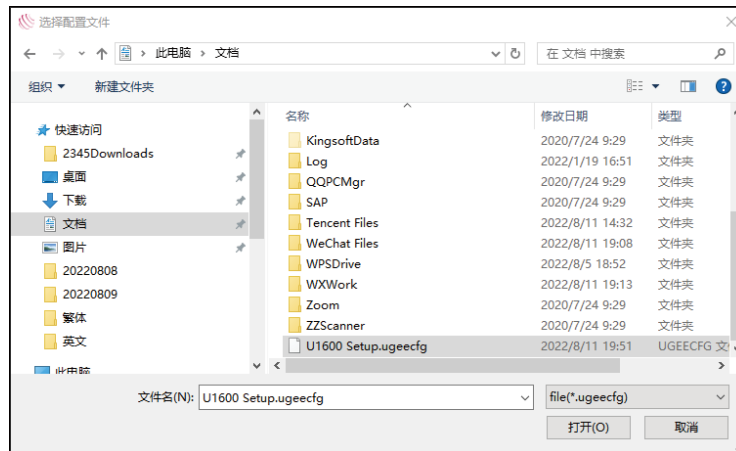 选择配置文件
此电脑 › 文档
在 文档 中搜索
组织 新建文件夹
快速访问
2345Downloads
桌面
下载
文档
图片
20220808
20220809
繁体
英文
此电脑
名称 修改日期 类型
KingsoftData 2020/7/24 9:29 文件夹
Log 2022/1/19 16:51 文件夹
QQPCMgr 2020/7/24 9:29 文件夹
SAP 2020/7/24 9:29 文件夹
Tencent Files 2022/8/11 14:32 文件夹
WeChat Files 2022/8/11 19:08 文件夹
WPSDrive 2022/8/5 18:52 文件夹
WXWork 2022/8/11 19:13 文件夹
Zoom 2020/7/24 9:29 文件夹
ZZScanner 2020/7/24 9:29 文件夹
U1600 Setup.ugeecfg 2022/8/11 19:51 UGEECFG 文
文件名(N): U1600 Setup.ugeecfg file(*.ugeecfg)
打开(O) 取消